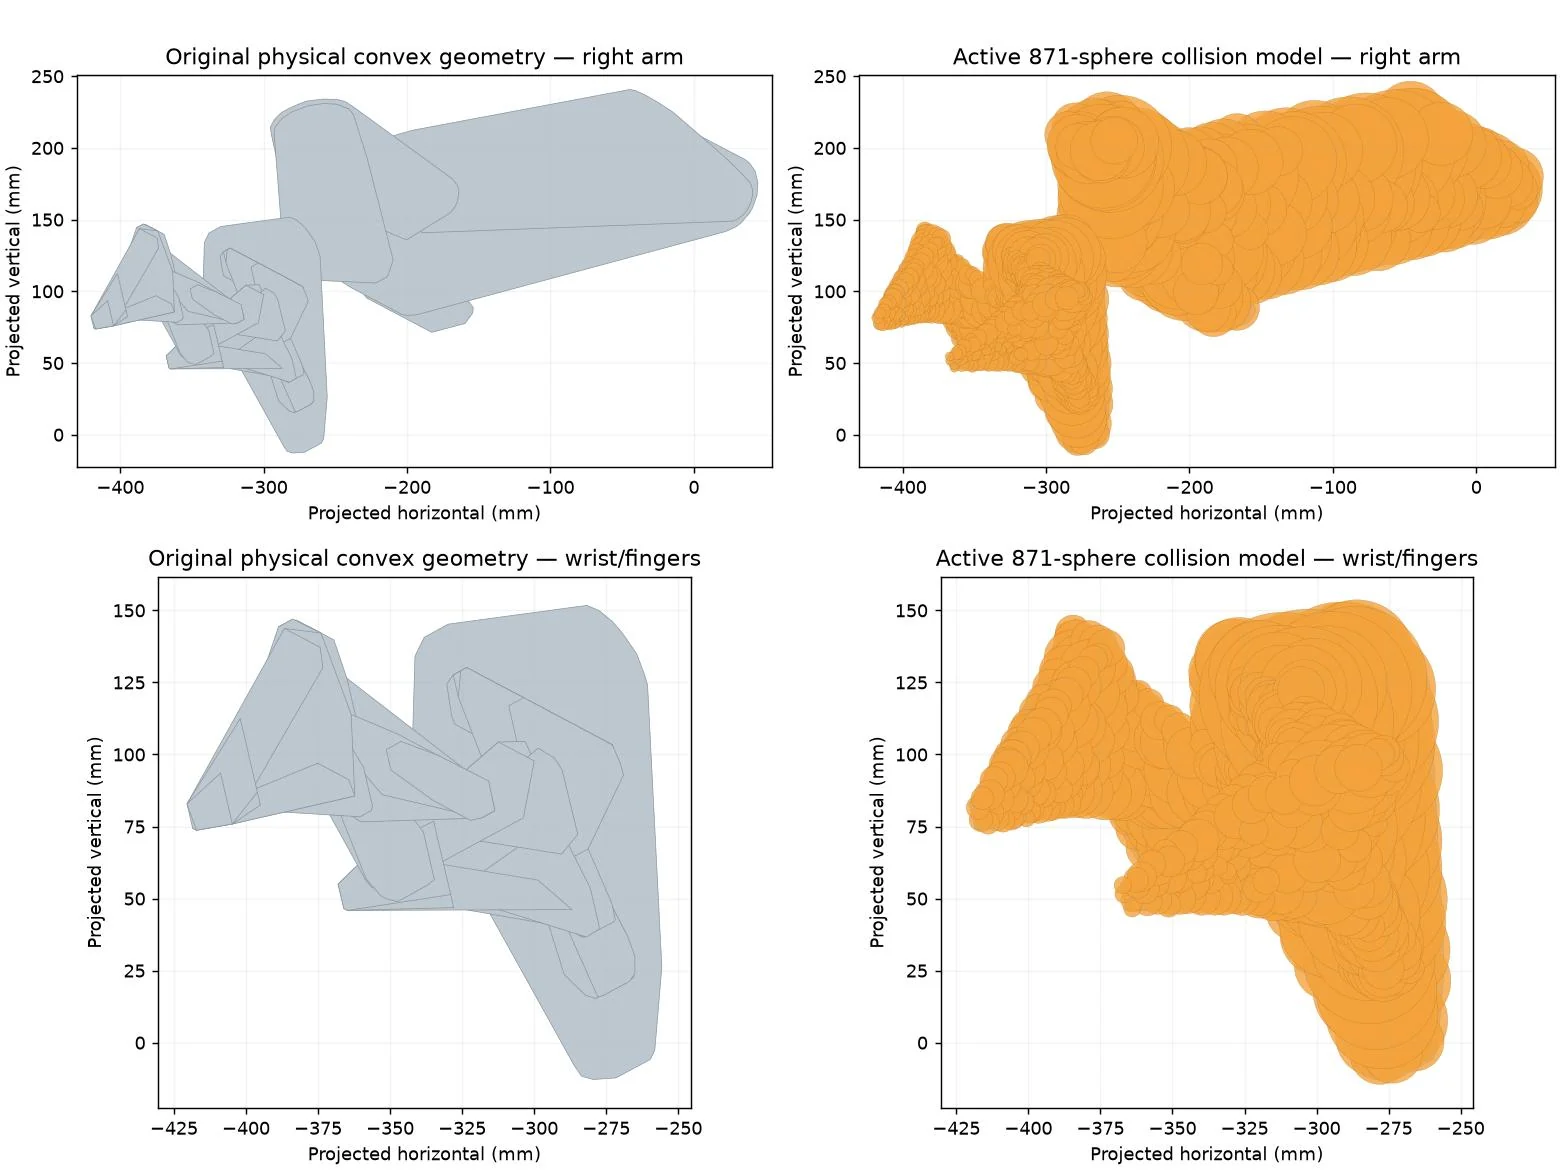 Original physical convex geometry — right arm
Active 871-sphere collision model — right arm
Projected vertical (mm)
250
200
150
100
50
0
−400 −300 −200 −100 0
Projected horizontal (mm)
Projected vertical (mm)
250
200
150
100
50
0
−400 −300 −200 −100 0
Projected horizontal (mm)
Original physical convex geometry — wrist/fingers
Active 871-sphere collision model — wrist/fingers
Projected vertical (mm)
150
125
100
75
50
25
0
−425 −400 −375 −350 −325 −300 −275 −250
Projected horizontal (mm)
Projected vertical (mm)
150
125
100
75
50
25
0
−425 −400 −375 −350 −325 −300 −275 −250
Projected horizontal (mm)